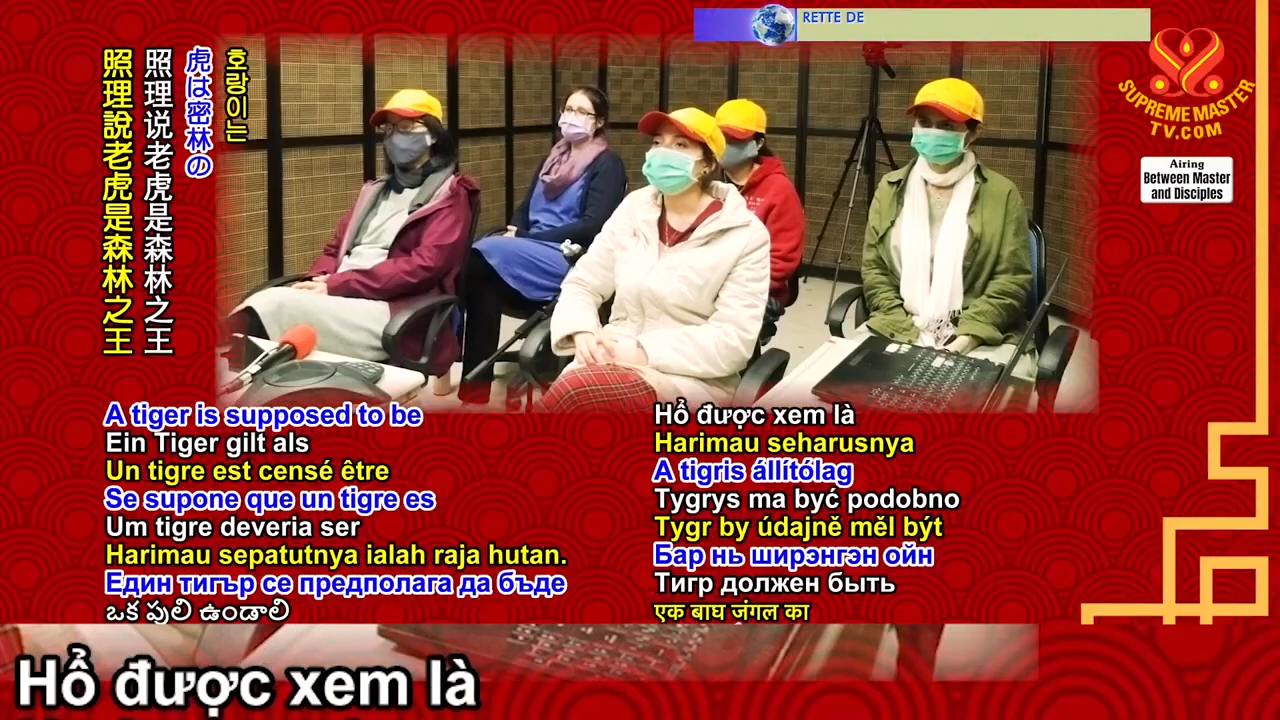 RETTE DE
SUPREME MASTER
TV.COM
Airing
Between Master
and Disciples
호랑이는
虎は密林の
照理说老虎是森林之王
照理說老虎是森林之王
A tiger is supposed to be
Ein Tiger gilt als
Un tigre est censé être
Se supone que un tigre es
Um tigre deveria ser
Harimau sepatutnya ialah raja hutan.
Един тигър се предполага да бъде
ఒక పులి ఉండాలి
Hổ được xem là
Harimau seharusnya
A tigris állítólag
Tygrys ma być podobno
Tygr by údajně měl být
Бар нь ширэнгэн ойн
Тигр должен быть
एक बाघ जंगल का
Hổ được xem là